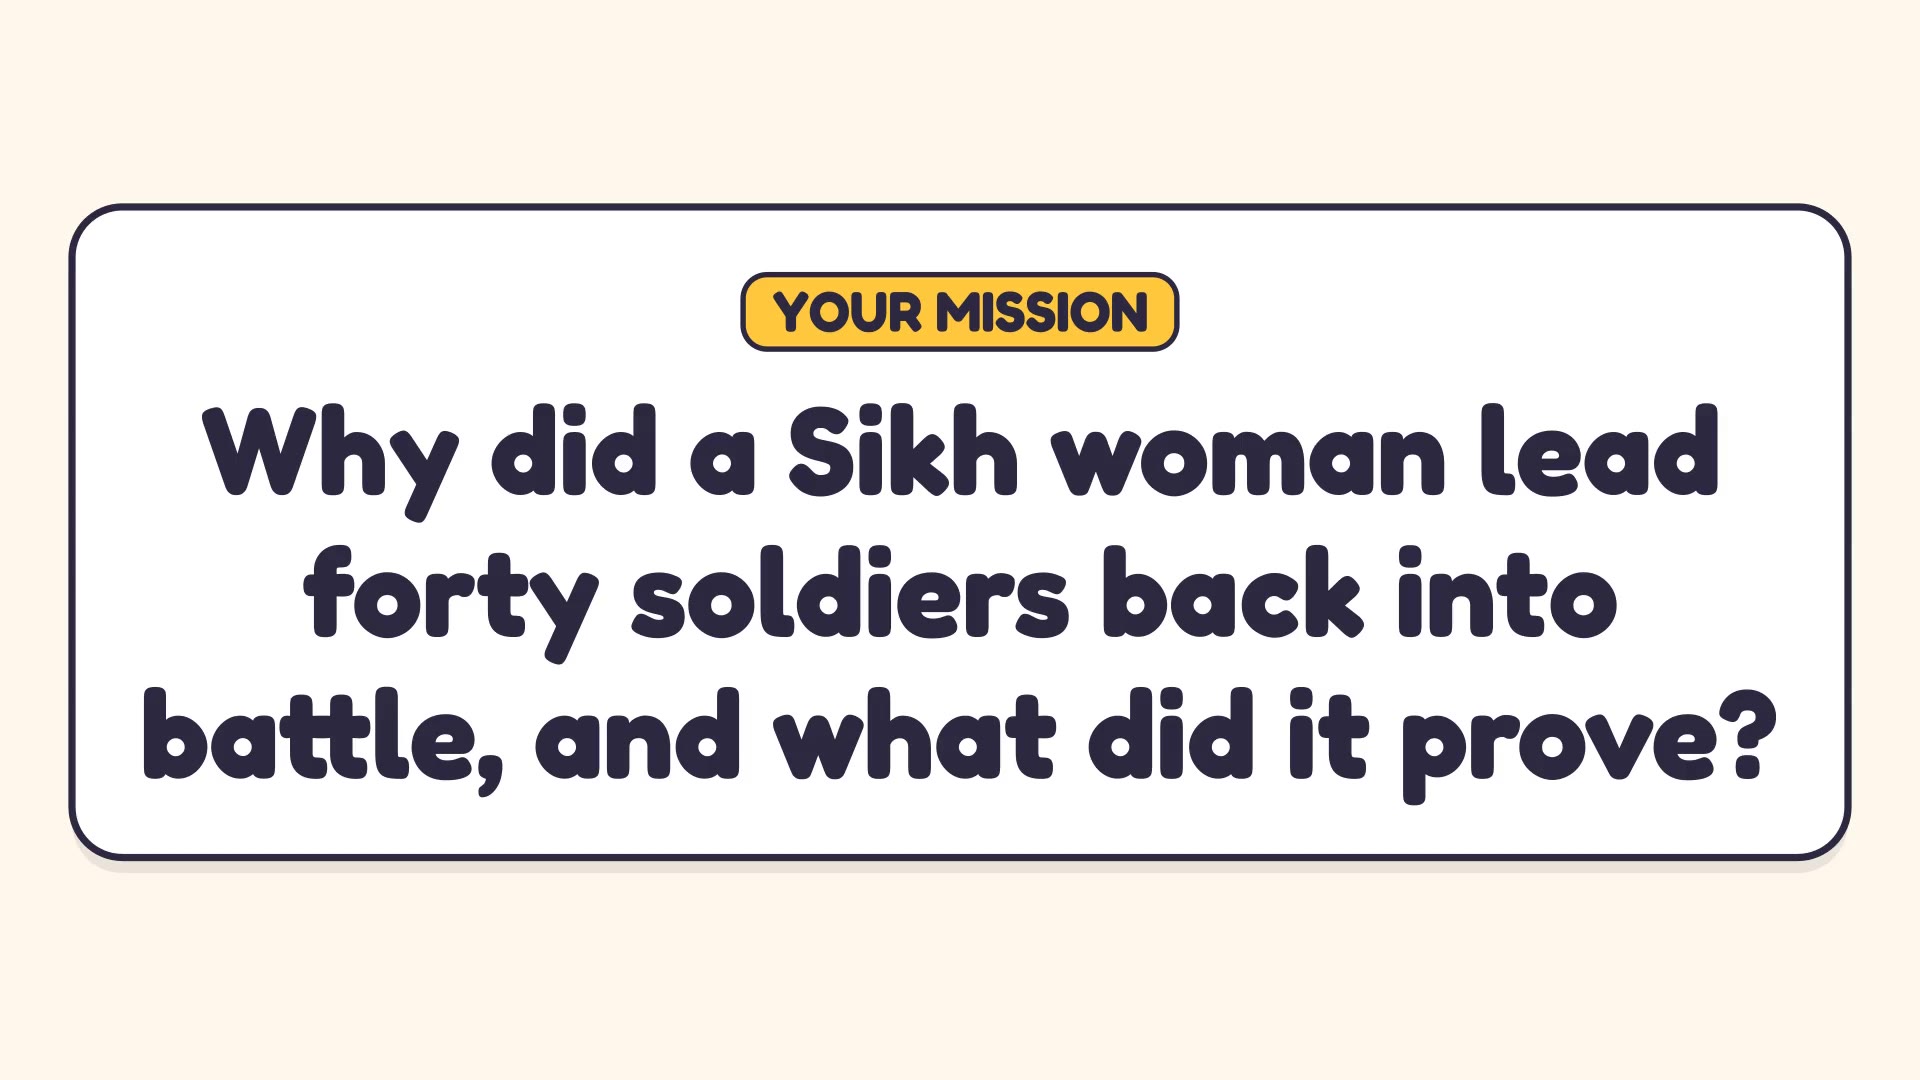 YOUR MISSION
Why did a Sikh woman lead
forty soldiers back into
battle, and what did it prove?